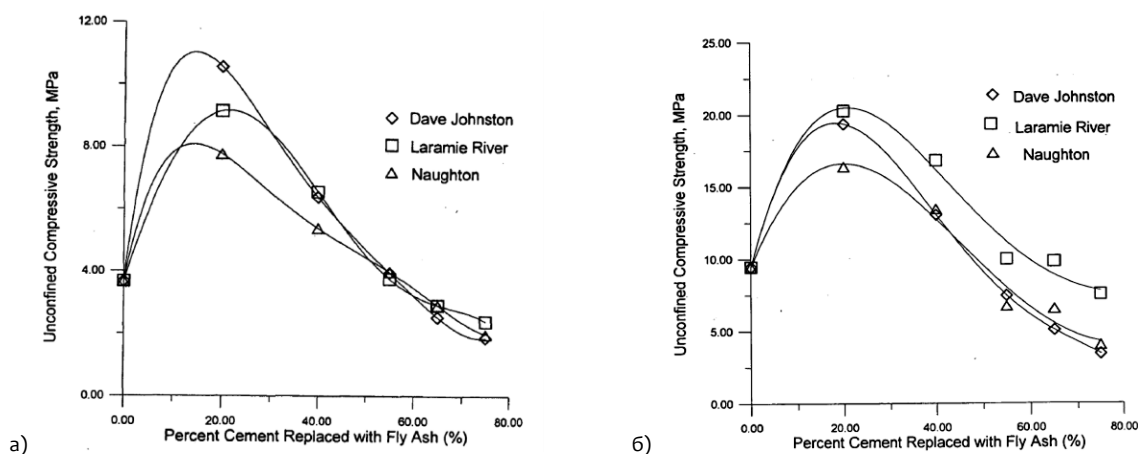 12.00
8.00
4.00
0.00
Unconfined Compressive Strength, MPa
Dave Johnston
Laramie River
Naughton
0.00 20.00 40.00 60.00 80.00
а) Percent Cement Replaced with Fly Ash (%)
25.00
20.00
15.00
10.00
5.00
0.00
Unconfined Compressive Strength, MPa
Dave Johnston
Laramie River
Naughton
0.00 20.00 40.00 60.00 80.00
б) Percent Cement Replaced with Fly Ash (%)